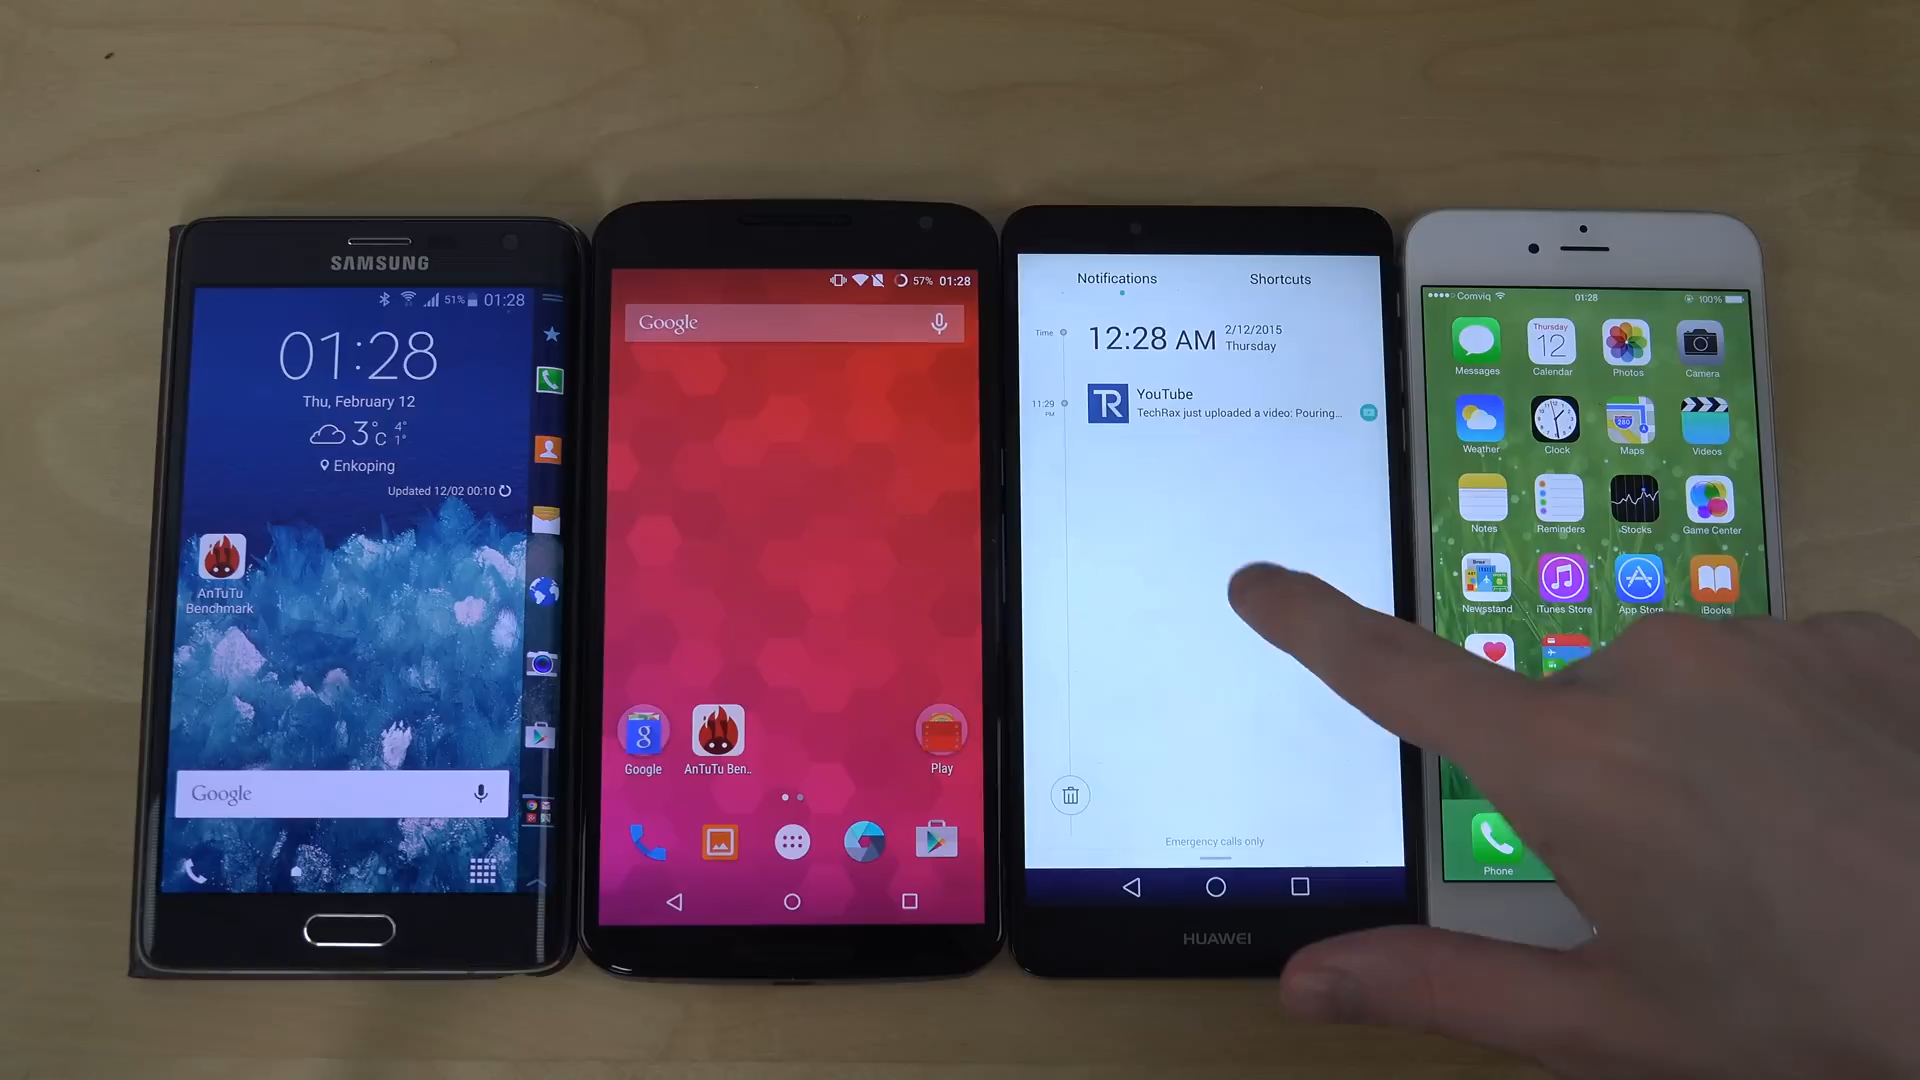 SAMSUNG
51% 01:28
01:28
Thu, February 12
3°C 4° 1°
Enkoping
Updated 12/02 00:10
AnTuTu
Benchmark
Google
57% 01:28
Google
Google
AnTuTu Ben..
Play
Notifications
Shortcuts
Time
12:28 AM
2/12/2015
Thursday
11:29
PM
YouTube
TechRax just uploaded a video: Pouring...
Emergency calls only
HUAWEI
Comviq
01:28
100%
Messages
Thursday
12
Calendar
Photos
Camera
Weather
Clock
280
Maps
Videos
Notes
Reminders
Stocks
Game Center
Newsstand
iTunes Store
App Store
iBooks
Phone